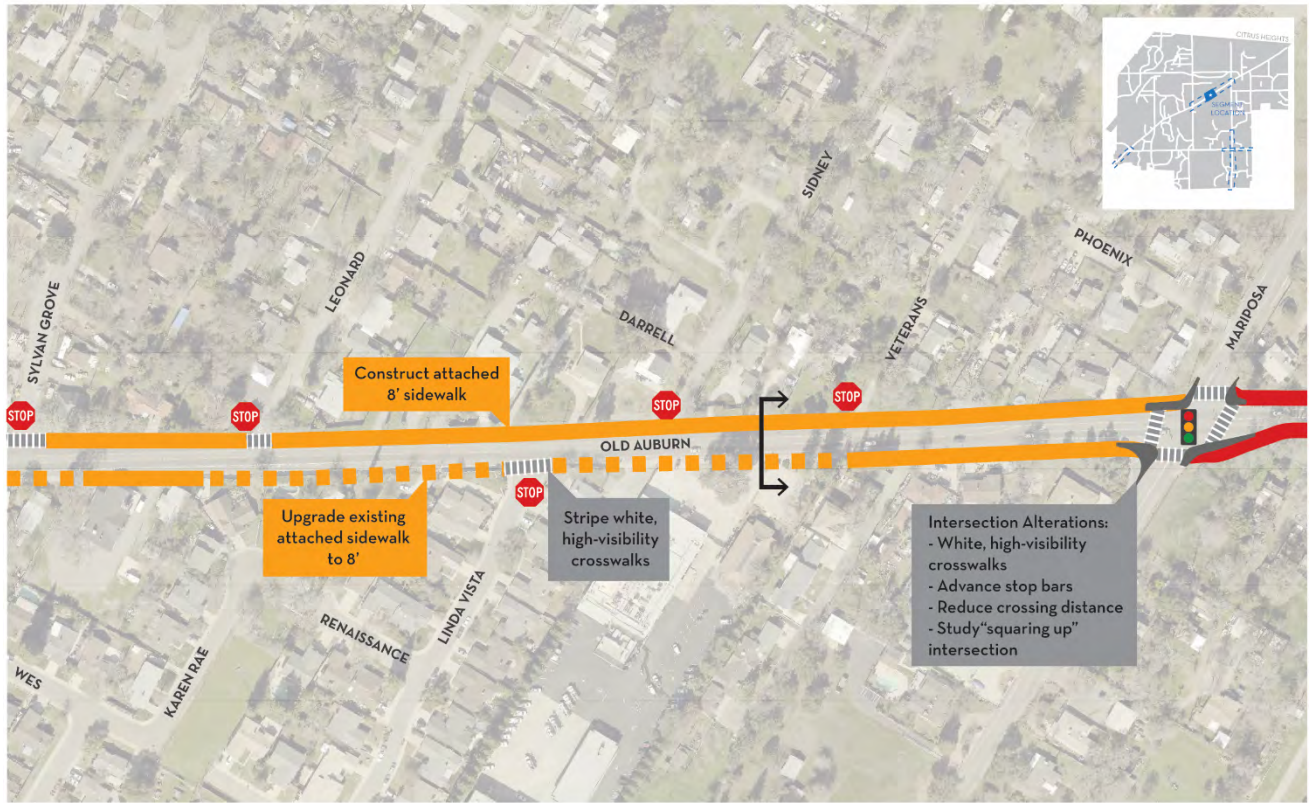 CITRUS HEIGHTS
SEGMENT
LOCATION
SIDNEY
PHOENIX
MARIPOSA
LEONARD
SYLVAN GROVE
DARRELL
VETERANS
Construct attached
8' sidewalk
STOP
STOP
STOP
STOP
OLD AUBURN
STOP
Upgrade existing
attached sidewalk
to 8'
Stripe white,
high-visibility
crosswalks
Intersection Alterations:
- White, high-visibility
crosswalks
- Advance stop bars
- Reduce crossing distance
- Study“squaring up”
intersection
LINDA VISTA
RENAISSANCE
KAREN RAE
WES